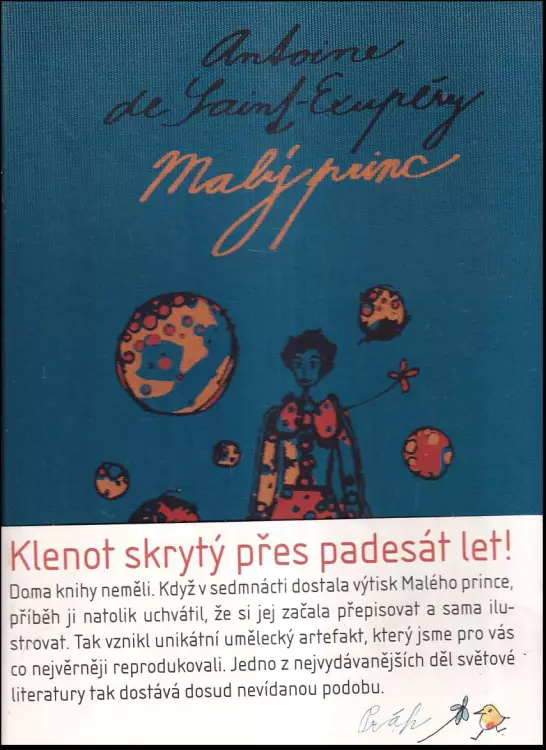 Antoine
de Saint-Exupéry
Malý princ
Klenot skrytý přes padesát let!
Doma knihy neměli. Když v sedmnácti dostala výtisk Malého prince,
příběh ji natolik uchvátil, že si jej začala přepisovat a sama ilu-
strovat. Tak vznikl unikátní umělecký artefakt, který jsme pro vás
co nejvěrněji reprodukovali. Jedno z nejvydávanějších děl světové
literatury tak dostává dosud nevídanou podobu.
Práh